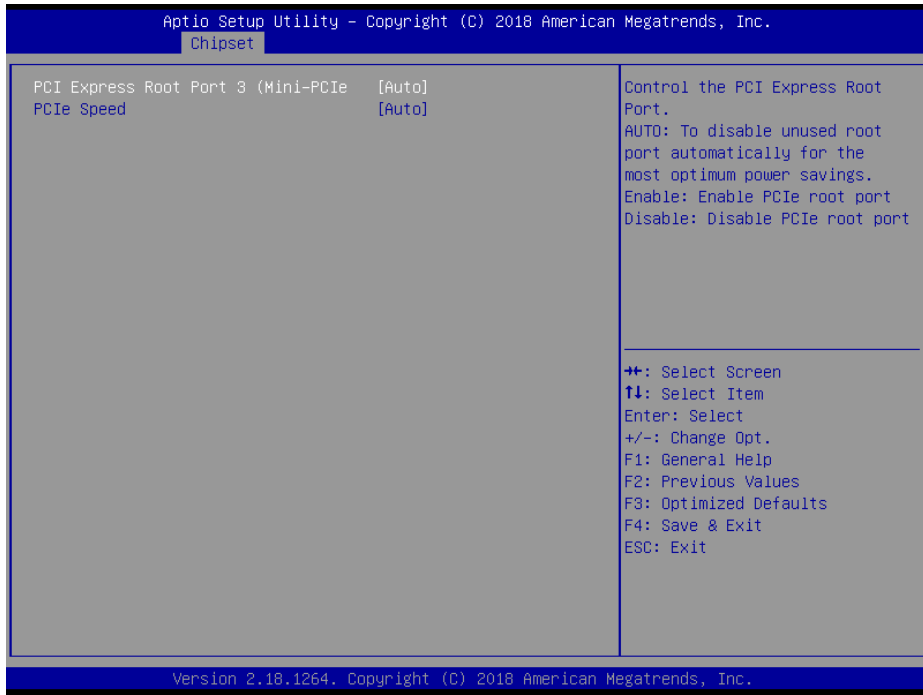 Aptio Setup Utility – Copyright (C) 2018 American Megatrends, Inc.
Chipset
PCI Express Root Port 3 (Mini-PCIe [Auto]
PCIe Speed [Auto]
Control the PCI Express Root
Port.
AUTO: To disable unused root
port automatically for the
most optimum power savings.
Enable: Enable PCIe root port
Disable: Disable PCIe root port
→←: Select Screen
↑↓: Select Item
Enter: Select
+/-: Change Opt.
F1: General Help
F2: Previous Values
F3: Optimized Defaults
F4: Save & Exit
ESC: Exit
Version 2.18.1264. Copyright (C) 2018 American Megatrends, Inc.